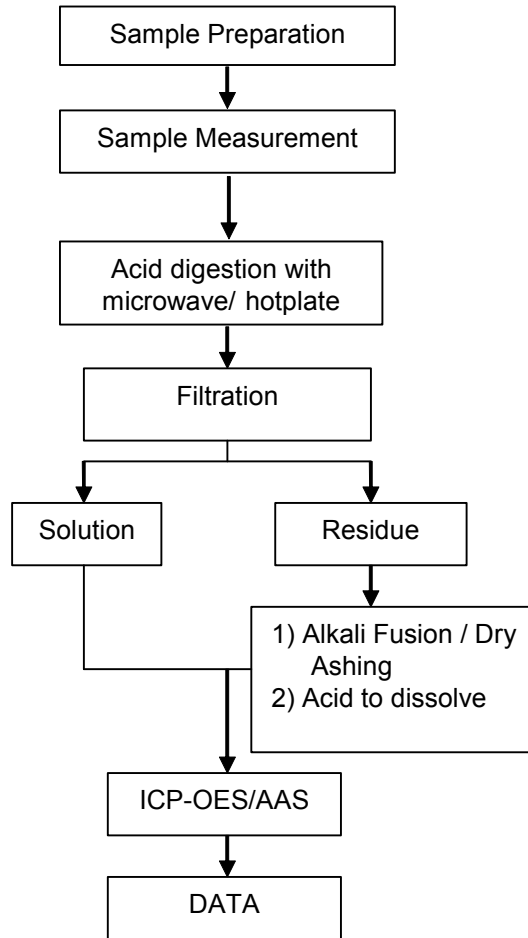 Sample Preparation
Sample Measurement
Acid digestion with
microwave/ hotplate
Filtration
Solution
Residue
1) Alkali Fusion / Dry
Ashing
2) Acid to dissolve
ICP-OES/AAS
DATA